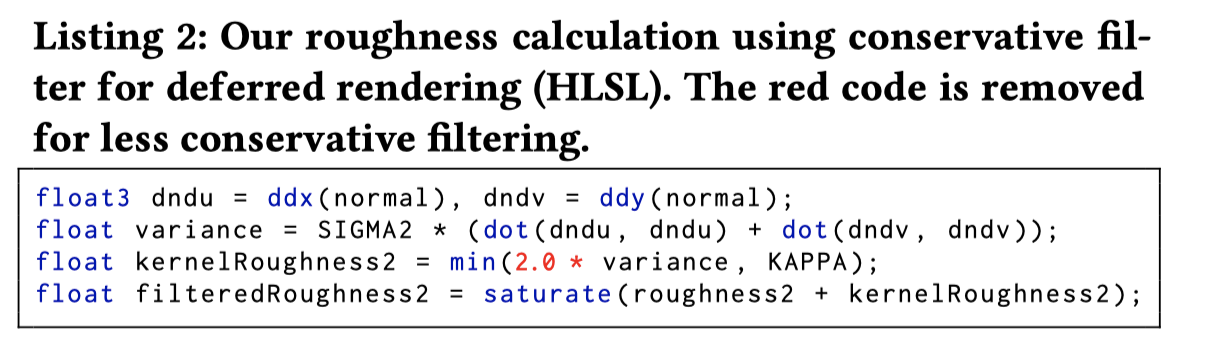 Listing 2: Our roughness calculation using conservative fil-
ter for deferred rendering (HLSL). The red code is removed
for less conservative filtering.
float3 dndu = ddx(normal), dndv = ddy(normal);
float variance = SIGMA2 * (dot(dndu, dndu) + dot(dndv, dndv));
float kernelRoughness2 = min(2.0 * variance, KAPPA);
float filteredRoughness2 = saturate(roughness2 + kernelRoughness2);